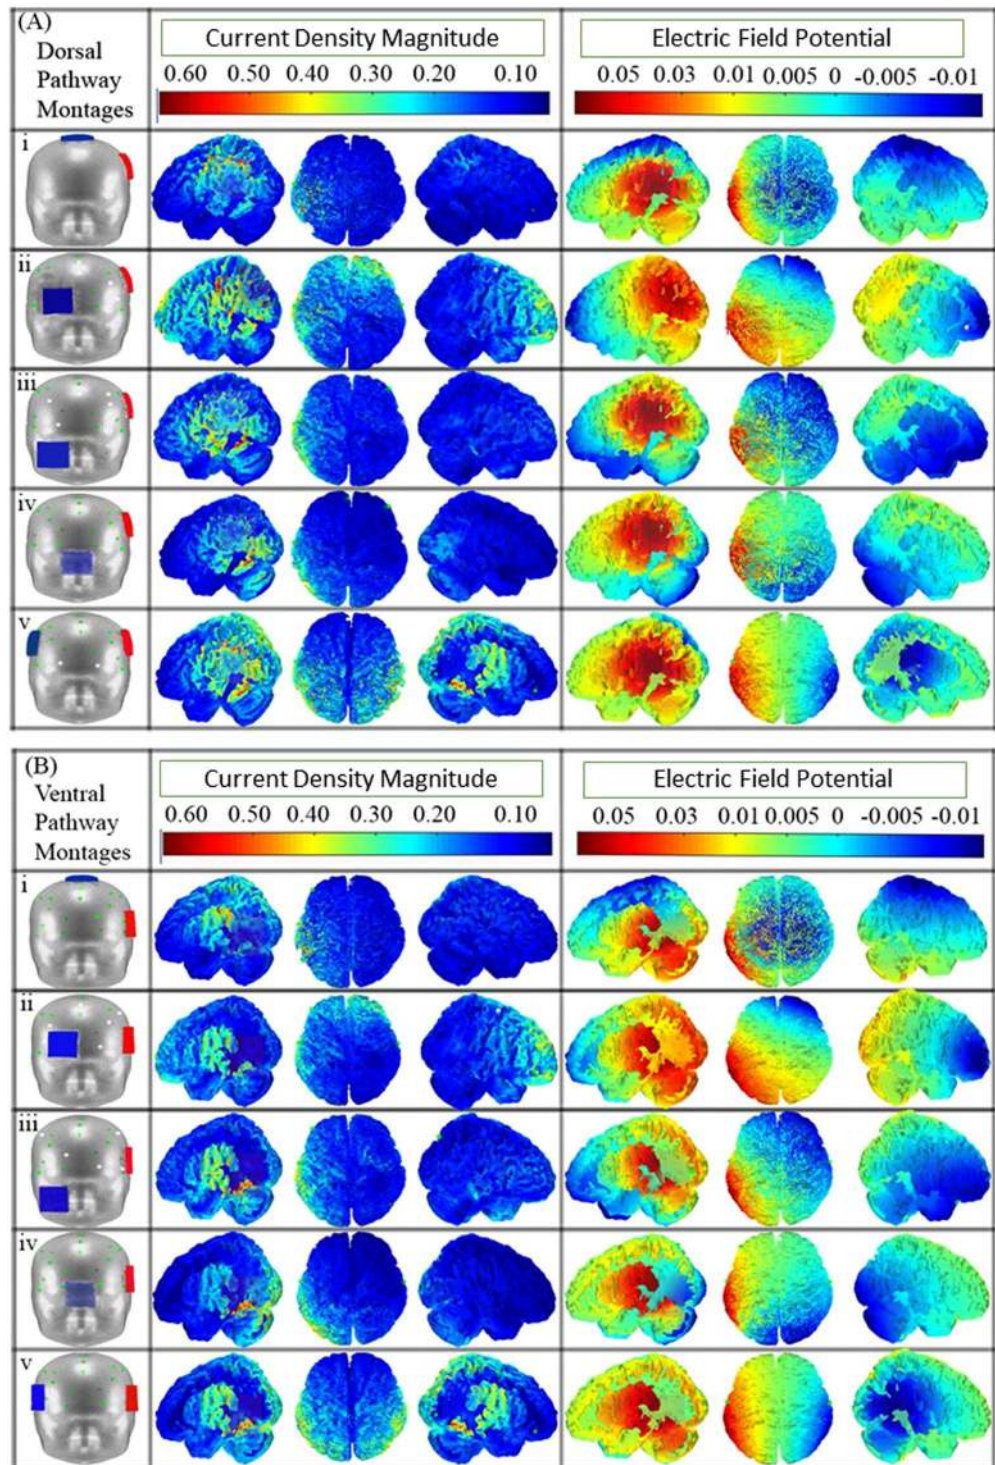 (A)
Dorsal
Pathway
Montages
Current Density Magnitude
0.60 0.50 0.40 0.30 0.20 0.10
Electric Field Potential
0.05 0.03 0.01 0.005 0 -0.005 -0.01
i
ii
iii
iv
v
(B)
Ventral
Pathway
Montages
Current Density Magnitude
0.60 0.50 0.40 0.30 0.20 0.10
Electric Field Potential
0.05 0.03 0.01 0.005 0 -0.005 -0.01
i
ii
iii
iv
v